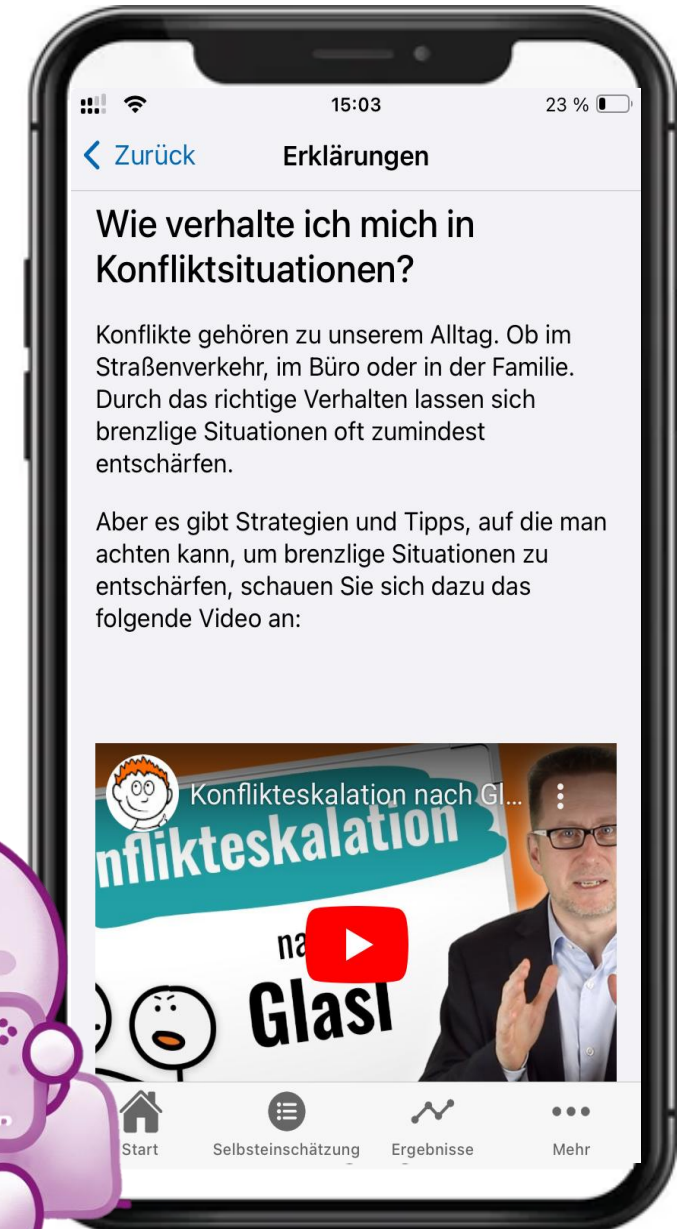 15:03
23 %
Zurück
Erklärungen
Wie verhalte ich mich in
Konfliktsituationen?
Konflikte gehören zu unserem Alltag. Ob im
Straßenverkehr, im Büro oder in der Familie.
Durch das richtige Verhalten lassen sich
brenzlige Situationen oft zumindest
entschärfen.
Aber es gibt Strategien und Tipps, auf die man
achten kann, um brenzlige Situationen zu
entschärfen, schauen Sie sich dazu das
folgende Video an:
Konflikteskalation nach Gl...
nflikteskalation
na
Glasl
Start
Selbsteinschätzung
Ergebnisse
Mehr